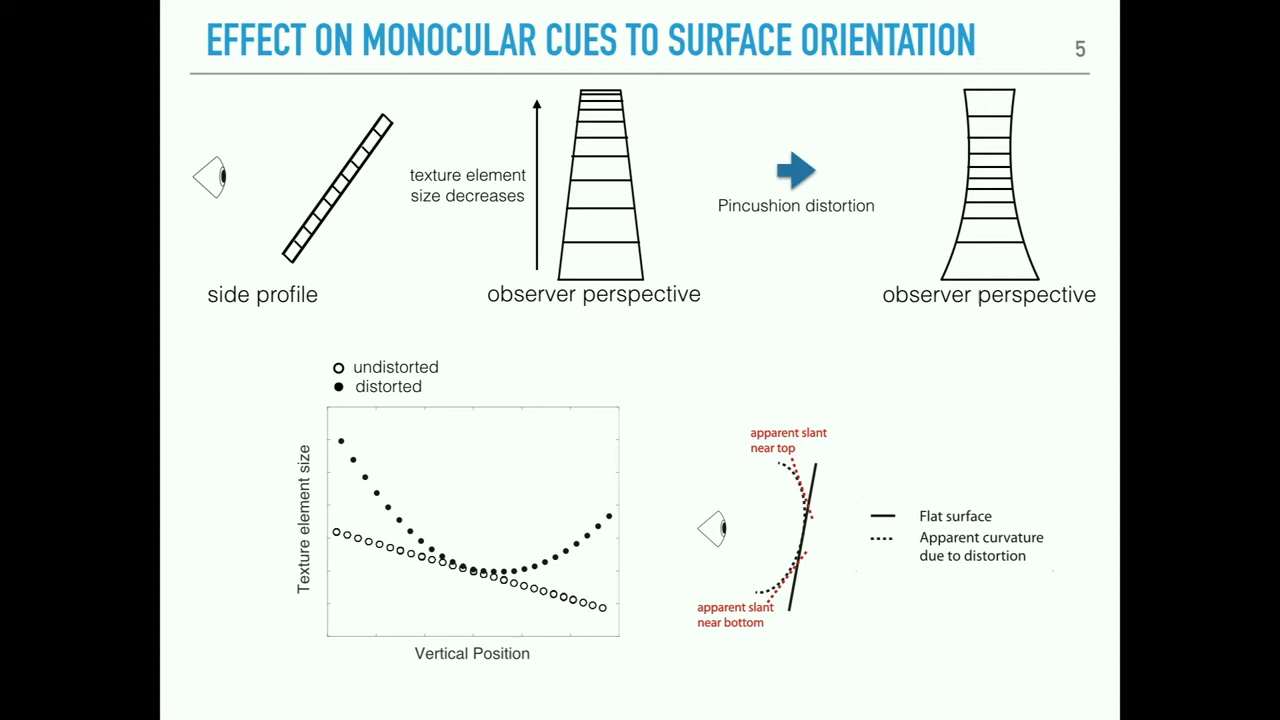 EFFECT ON MONOCULAR CUES TO SURFACE ORIENTATION
5
texture element
size decreases
Pincushion distortion
side profile
observer perspective
observer perspective
undistorted
distorted
Texture element size
Vertical Position
apparent slant
near top
apparent slant
near bottom
Flat surface
Apparent curvature
due to distortion